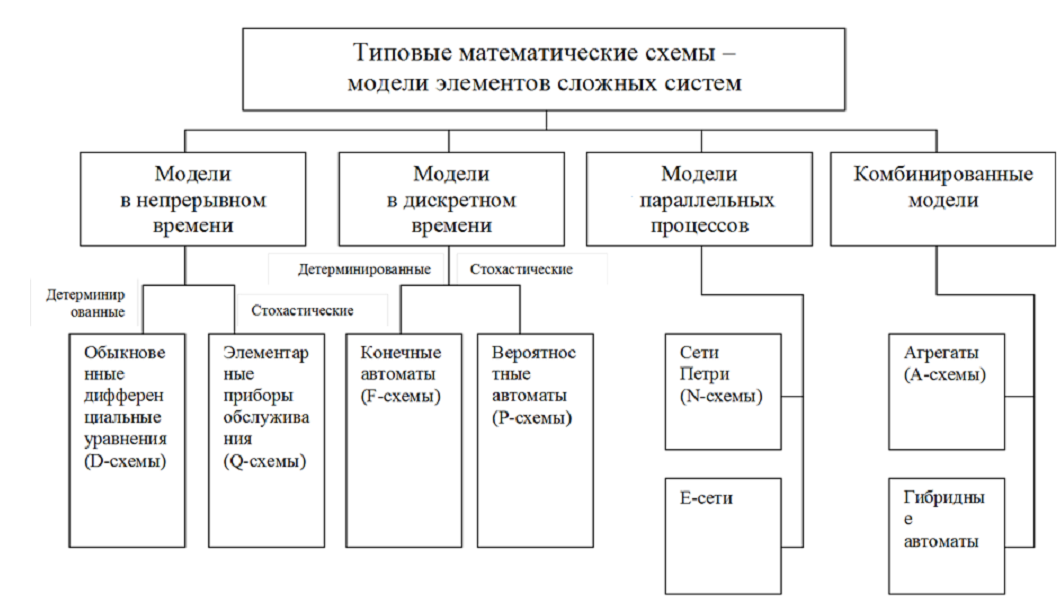 Типовые математические схемы –
модели элементов сложных систем
Модели
в непрерывном
времени
Модели
в дискретном
времени
Модели
параллельных
процессов
Комбинированные
модели
Детерминир
ованные
Стохастические
Детерминированные
Стохастические
Обыкнове
нные
дифферен
циальные
уравнения
(D-схемы)
Элементар
ные
приборы
обслужива
ния
(Q-схемы)
Конечные
автоматы
(F-схемы)
Вероятнос
тные
автоматы
(P-схемы)
Сети
Петри
(N-схемы)
Е-сети
Агрегаты
(А-схемы)
Гибридны
е
автоматы